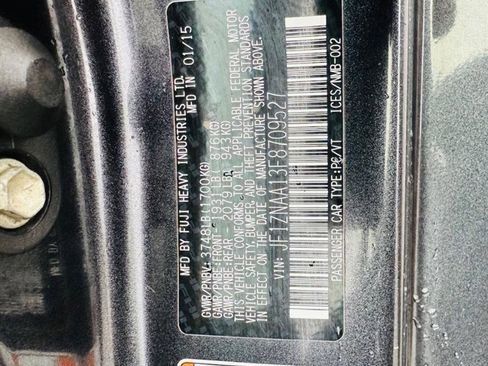 MFD BY FUJI HEAVY INDUSTRIES LTD.
MFD IN 01/15
GVWR/PNBV: 3748LB(1700KG)
GAWR/PNBE-FRONT: 1931LB( 876KG)
GAWR/PNBE-REAR : 2079LB( 943KG)
THIS VEHICLE CONFORMS TO ALL APPLICABLE FEDERAL MOTOR
VEHICLE SAFETY,BUMPER AND THEFT PREVENTION STANDARDS
IN EFFECT ON THE DATE OF MANUFACTURE SHOWN ABOVE.
VIN: JF1ZNAA13F8709527
PASSENGER CAR TYPE:PC/VT ICES/NMB-002